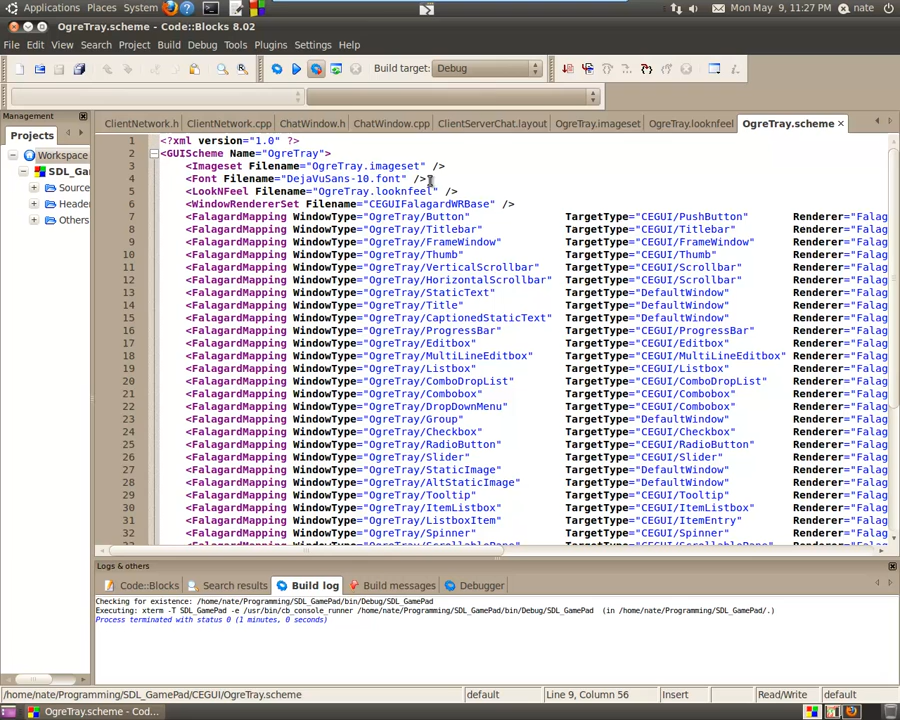 Applications Places System Mon May 9, 11:27 PM nate
OgreTray.scheme - Code::Blocks 8.02
File Edit View Search Project Build Debug Tools Plugins Settings Help
Build target: Debug
Management
Projects
Workspace
SDL_Ga
Source
Heade
Others
ClientNetwork.h ClientNetwork.cpp ChatWindow.h ChatWindow.cpp ClientServerChat.layout OgreTray.imageset OgreTray.looknfeel OgreTray.scheme
1 <?xml version="1.0" ?>
2 <GUIScheme Name="OgreTray">
3 <Imageset Filename="OgreTray.imageset" />
4 <Font Filename="DejaVuSans-10.font" />
5 <LookNFeel Filename="OgreTray.looknfeel" />
6 <WindowRendererSet Filename="CEGUIFalagardWRBase" />
7 <FalagardMapping WindowType="OgreTray/Button" TargetType="CEGUI/PushButton" Renderer="Falag
8 <FalagardMapping WindowType="OgreTray/Titlebar" TargetType="CEGUI/Titlebar" Renderer="Falag
9 <FalagardMapping WindowType="OgreTray/FrameWindow" TargetType="CEGUI/FrameWindow" Renderer="Falag
10 <FalagardMapping WindowType="OgreTray/Thumb" TargetType="CEGUI/Thumb" Renderer="Falag
11 <FalagardMapping WindowType="OgreTray/VerticalScrollbar" TargetType="CEGUI/Scrollbar" Renderer="Falag
12 <FalagardMapping WindowType="OgreTray/HorizontalScrollbar" TargetType="CEGUI/Scrollbar" Renderer="Falag
13 <FalagardMapping WindowType="OgreTray/StaticText" TargetType="DefaultWindow" Renderer="Falag
14 <FalagardMapping WindowType="OgreTray/Title" TargetType="DefaultWindow" Renderer="Falag
15 <FalagardMapping WindowType="OgreTray/CaptionedStaticText" TargetType="DefaultWindow" Renderer="Falag
16 <FalagardMapping WindowType="OgreTray/ProgressBar" TargetType="CEGUI/ProgressBar" Renderer="Falag
17 <FalagardMapping WindowType="OgreTray/Editbox" TargetType="CEGUI/Editbox" Renderer="Falag
18 <FalagardMapping WindowType="OgreTray/MultiLineEditbox" TargetType="CEGUI/MultiLineEditbox" Renderer="Falag
19 <FalagardMapping WindowType="OgreTray/Listbox" TargetType="CEGUI/Listbox" Renderer="Falag
20 <FalagardMapping WindowType="OgreTray/ComboDropList" TargetType="CEGUI/ComboDropList" Renderer="Falag
21 <FalagardMapping WindowType="OgreTray/Combobox" TargetType="CEGUI/Combobox" Renderer="Falag
22 <FalagardMapping WindowType="OgreTray/DropDownMenu" TargetType="CEGUI/Combobox" Renderer="Falag
23 <FalagardMapping WindowType="OgreTray/Group" TargetType="DefaultWindow" Renderer="Falag
24 <FalagardMapping WindowType="OgreTray/Checkbox" TargetType="CEGUI/Checkbox" Renderer="Falag
25 <FalagardMapping WindowType="OgreTray/RadioButton" TargetType="CEGUI/RadioButton" Renderer="Falag
26 <FalagardMapping WindowType="OgreTray/Slider" TargetType="CEGUI/Slider" Renderer="Falag
27 <FalagardMapping WindowType="OgreTray/StaticImage" TargetType="DefaultWindow" Renderer="Falag
28 <FalagardMapping WindowType="OgreTray/AltStaticImage" TargetType="DefaultWindow" Renderer="Falag
29 <FalagardMapping WindowType="OgreTray/Tooltip" TargetType="CEGUI/Tooltip" Renderer="Falag
30 <FalagardMapping WindowType="OgreTray/ItemListbox" TargetType="CEGUI/ItemListbox" Renderer="Falag
31 <FalagardMapping WindowType="OgreTray/ListboxItem" TargetType="CEGUI/ItemEntry" Renderer="Falag
32 <FalagardMapping WindowType="OgreTray/Spinner" TargetType="CEGUI/Spinner" Renderer="Falag
Logs & others
Code::Blocks Search results Build log Build messages Debugger
Checking for existence: /home/nate/Programming/SDL_GamePad/bin/Debug/SDL_GamePad
Executing: xterm -T SDL_GamePad -e /usr/bin/cb_console_runner /home/nate/Programming/SDL_GamePad/bin/Debug/SDL_GamePad (in /home/nate/Programming/SDL_GamePad/.)
Process terminated with status 0 (1 minutes, 0 seconds)
/home/nate/Programming/SDL_GamePad/CEGUI/OgreTray.scheme default Line 9, Column 56 Insert Read/Write default
OgreTray.scheme - Cod...